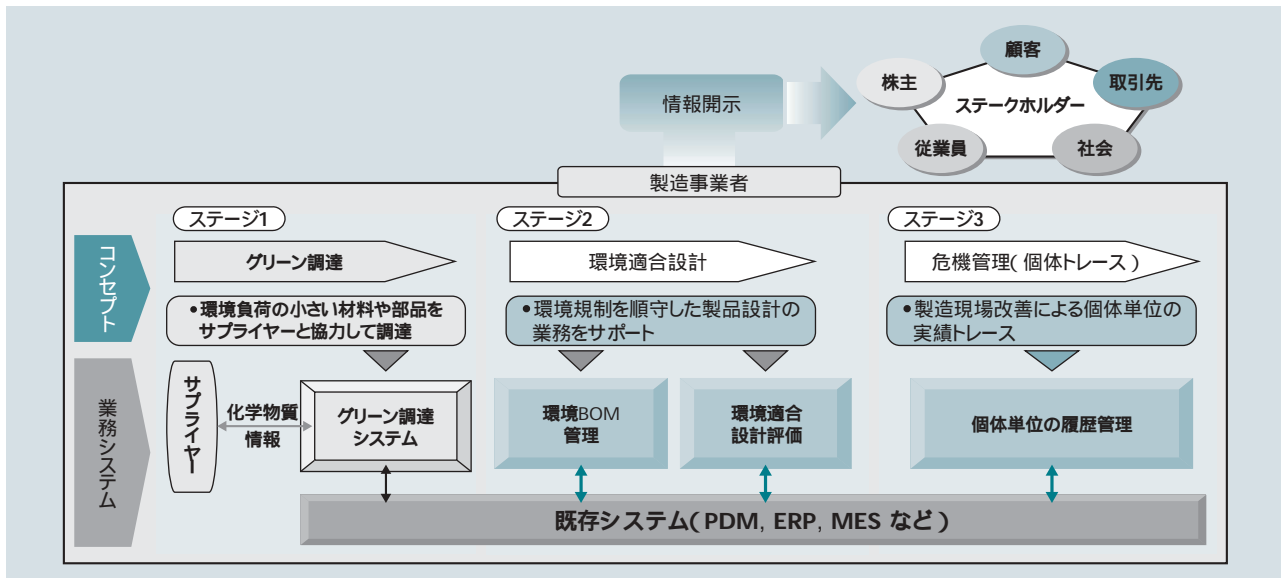 顧客
株主
取引先
ステークホルダー
従業員
社会
情報開示
製造事業者
コンセプト
ステージ1
グリーン調達
•環境負荷の小さい材料や部品を
サプライヤーと協力して調達
ステージ2
環境適合設計
•環境規制を順守した製品設計の
業務をサポート
ステージ3
危機管理(個体トレース)
•製造現場改善による個体単位の
実績トレース
業務システム
サプライヤー
化学物質
情報
グリーン調達
システム
環境BOM
管理
環境適合
設計評価
個体単位の履歴管理
既存システム(PDM, ERP, MES など)